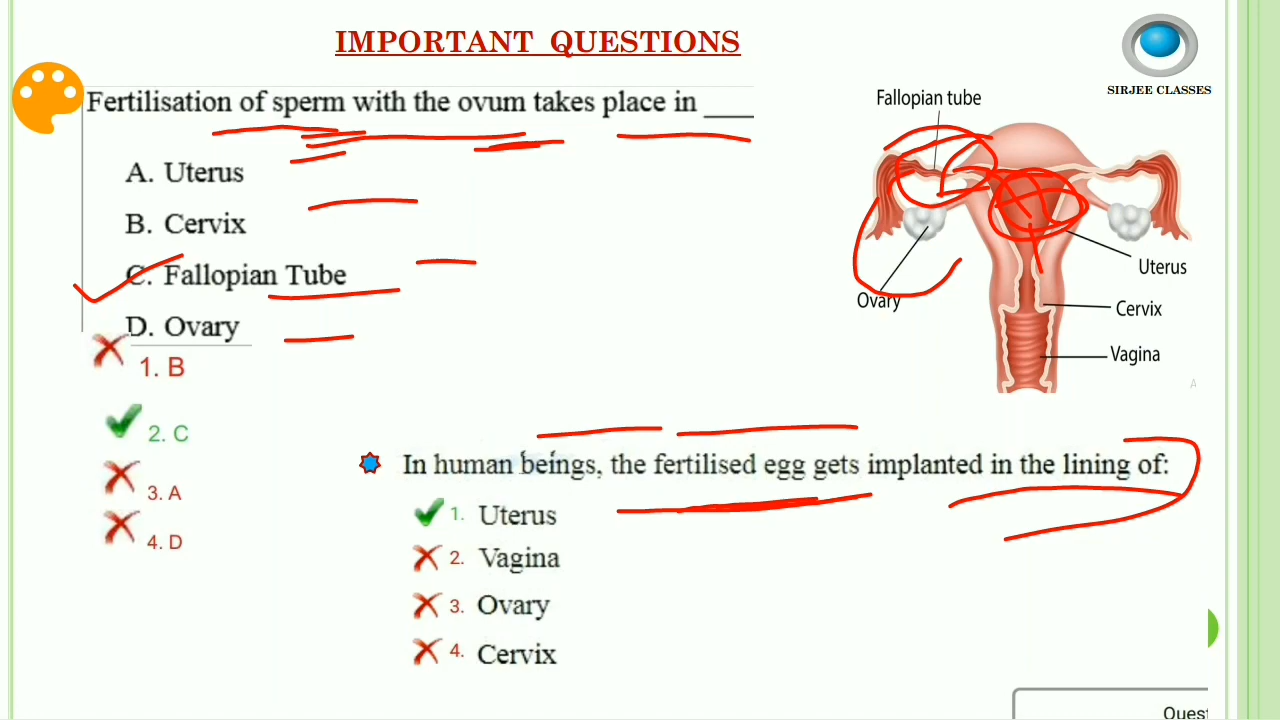 IMPORTANT QUESTIONS
SIRJEE CLASSES
Fertilisation of sperm with the ovum takes place in ____
A. Uterus
B. Cervix
C. Fallopian Tube
D. Ovary
1. B
2. C
3. A
4. D
Fallopian tube
Ovary
Uterus
Cervix
Vagina
A
In human beings, the fertilised egg gets implanted in the lining of:
1. Uterus
2. Vagina
3. Ovary
4. Cervix